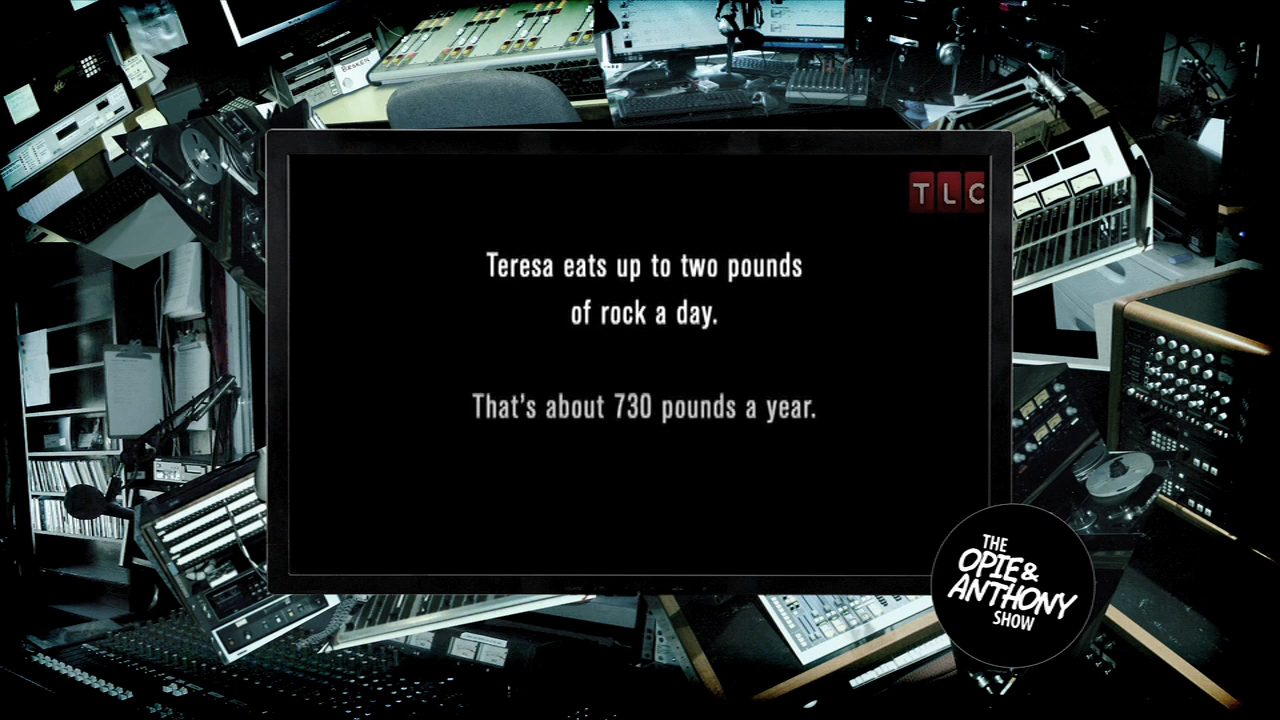 TLC
Teresa eats up to two pounds
of rock a day.
That's about 730 pounds a year.
THE
OPIE &
ANTHONY
SHOW